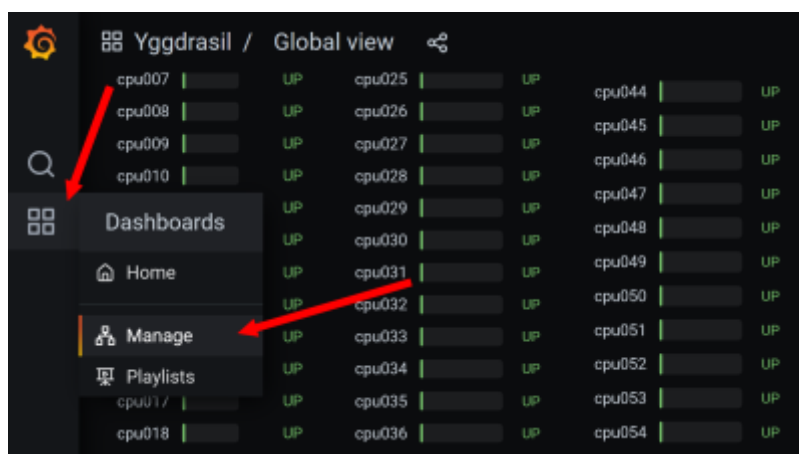 Yggdrasil / Global view
cpu007 UP cpu025 UP
cpu044 UP
cpu008 UP cpu026 UP
cpu045 UP
cpu009 UP cpu027 UP
cpu046 UP
cpu010 UP cpu028 UP
cpu047 UP
Dashboards UP cpu029 UP
cpu048 UP
UP cpu030 UP
cpu049 UP
Home UP cpu031 UP
cpu050 UP
UP cpu032 UP
cpu051 UP
Manage UP cpu033 UP
cpu052 UP
Playlists UP cpu034 UP
cpu053 UP
cpu017 UP cpu035 UP
cpu054 UP
cpu018 UP cpu036 UP